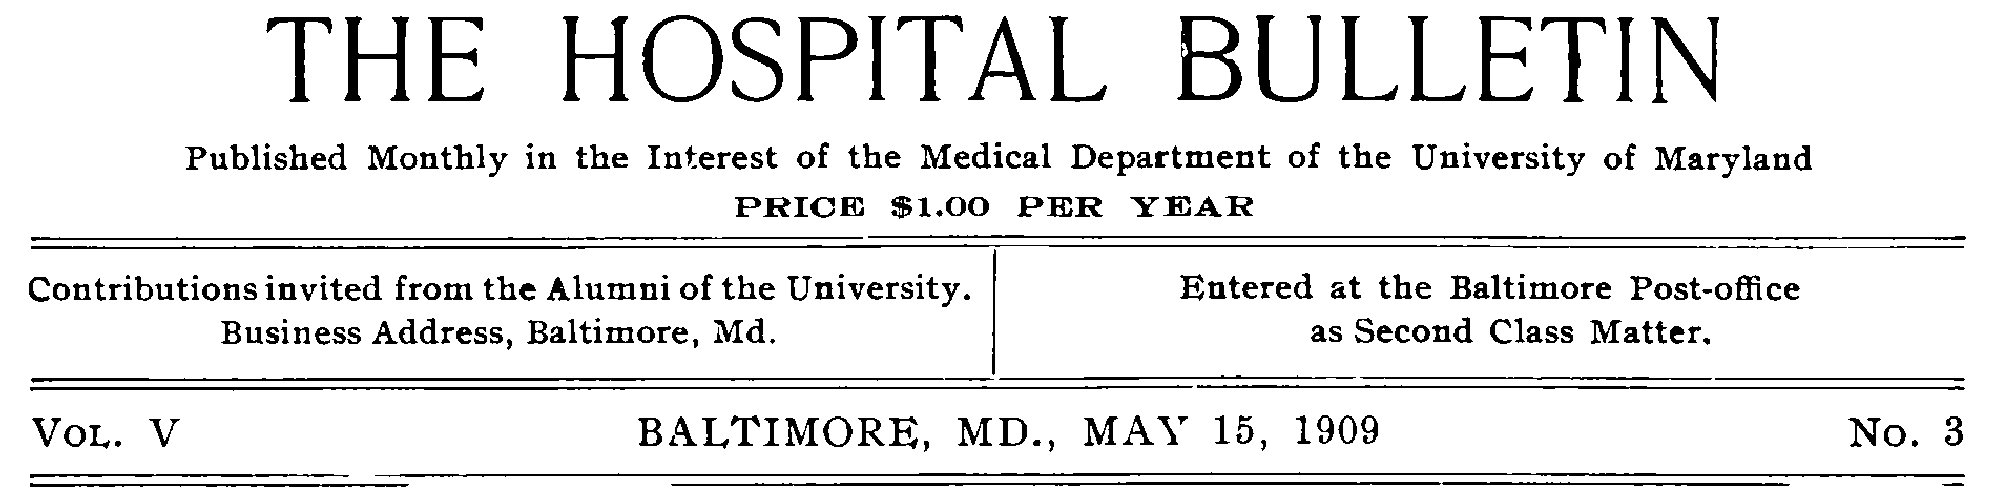 THE HOSPITAL BULLETIN
Published Monthly in the Interest of the Medical Department of the University of Maryland
PRICE $1.00 PER YEAR
Contributions invited from the Alumni of the University.
Business Address, Baltimore, Md.
Entered at the Baltimore Post-office
as Second Class Matter.
VOL. V BALTIMORE, MD., MAY 15, 1909 No. 3